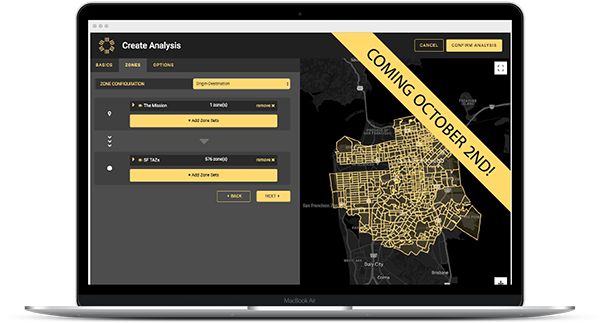 Create Analysis
CANCEL
CONFIRM ANALYSIS
BASICS
ZONES
OPTIONS
ZONE CONFIGURATION
Origin-Destination
The Mission
1 zone(s)
remove ✖
+ Add Zone Sets
SF TAZs
576 zone(s)
remove ✖
+ Add Zone Sets
< BACK
NEXT >
COMING OCTOBER 2ND!
San Francisco
Daly City
Colma
Brisbane
MacBook Air